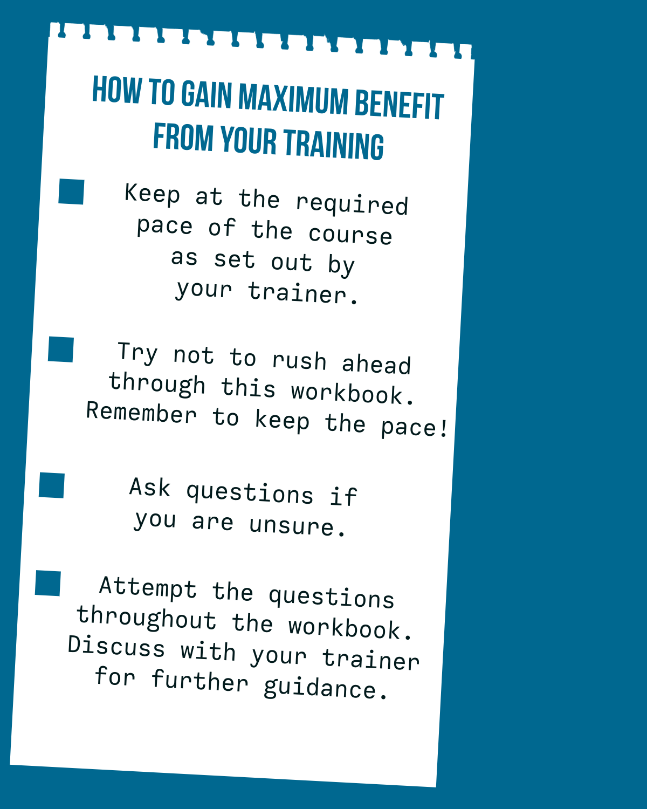 HOW TO GAIN MAXIMUM BENEFIT
FROM YOUR TRAINING
Keep at the required
pace of the course
as set out by
your trainer.
Try not to rush ahead
through this workbook.
Remember to keep the pace!
Ask questions if
you are unsure.
Attempt the questions
throughout the workbook.
Discuss with your trainer
for further guidance.